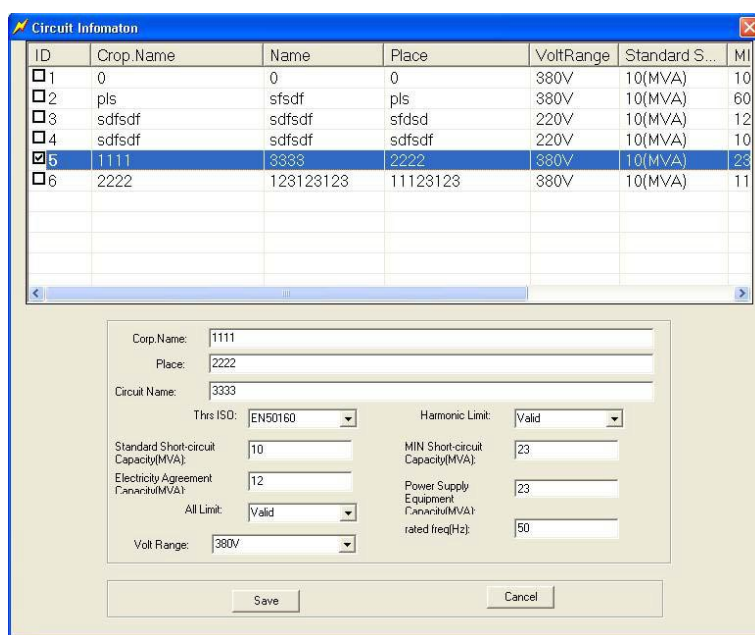 Circuit Infomaton
ID Crop.Name Name Place VoltRange Standard S... MI
1 0 0 0 380V 10(MVA) 10
2 pls sfsdf pls 380V 10(MVA) 60
3 sdfsdf sdfsdf sfdsd 220V 10(MVA) 12
4 sdfsdf sdfsdf sdfsdf 220V 10(MVA) 10
5 1111 3333 2222 380V 10(MVA) 23
6 2222 123123123 11123123 380V 10(MVA) 11
Corp.Name: 1111
Place: 2222
Circuit Name: 3333
Thrs ISO: EN50160 Harmonic Limit: Valid
Standard Short-circuit
Capacity(MVA): 10
MIN Short-circuit
Capacity(MVA): 23
Electricity Agreement
Capacity(MVA): 12
Power Supply
Equipment
Capacity(MVA): 23
All Limit: Valid
rated freq(Hz): 50
Volt Range: 380V
Save Cancel